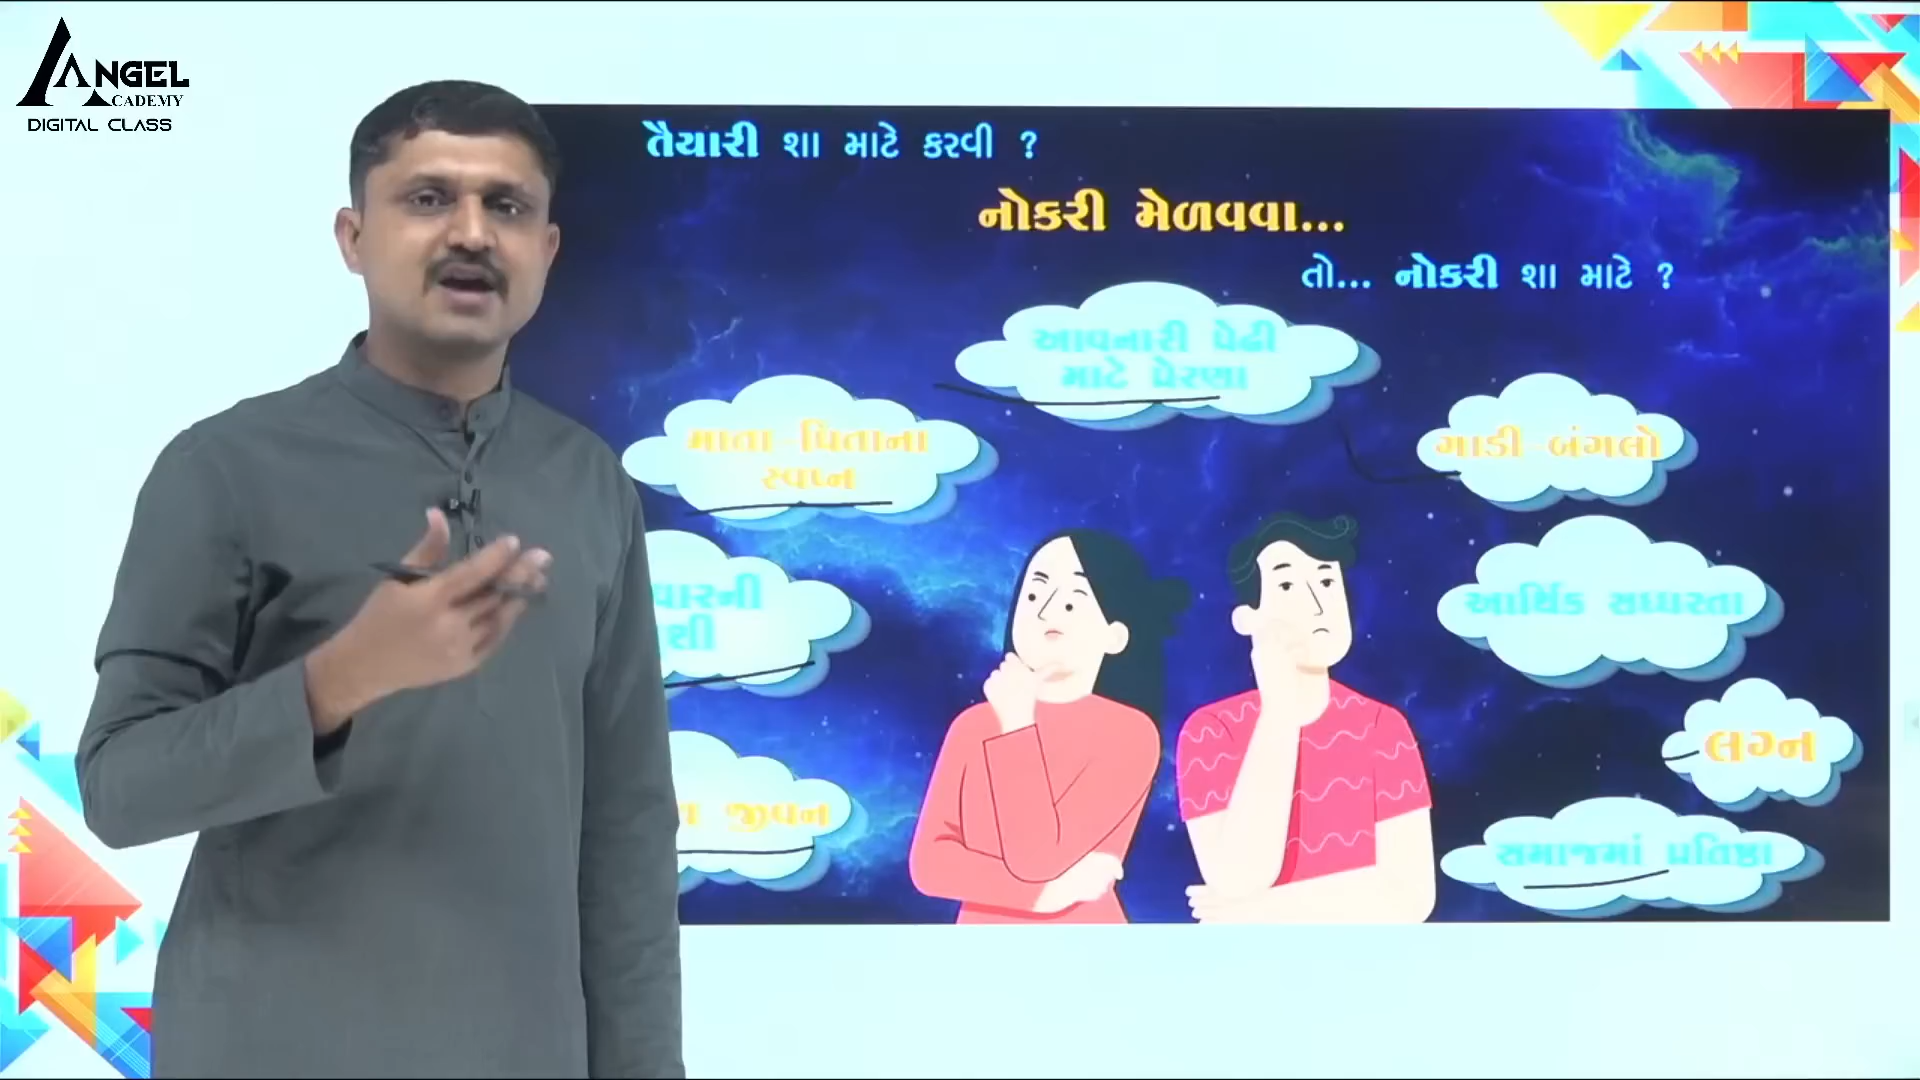 ANGEL
ACADEMY
DIGITAL CLASS
તૈયારી શા માટે કરવી ?
નોકરી મેળવવા...
તો... નોકરી શા માટે ?
આવનારી પેઢી
માટે પ્રેરણા
માતા-પિતાના
સ્વપ્ન
ગાડી-બંગલો
આર્થિક સધ્ધરતા
લગ્ન
જીવન
સમાજમાં પ્રતિષ્ઠા